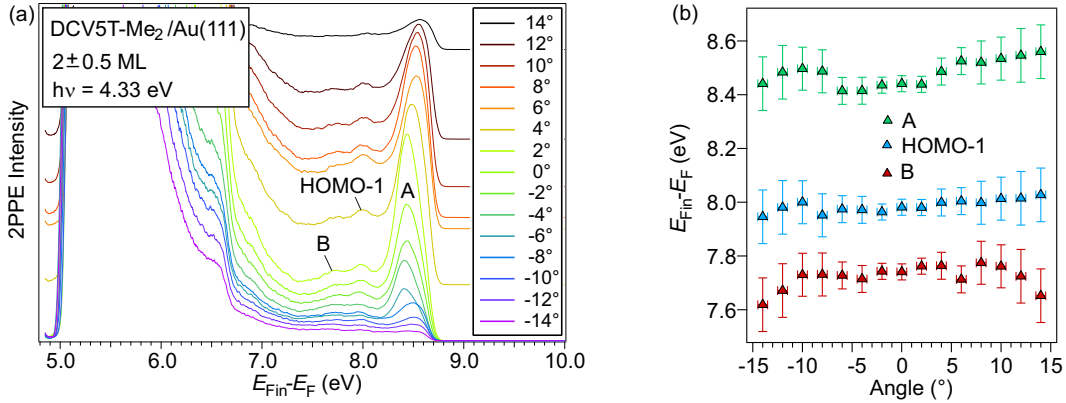 (a)
DCV5T-Me2/Au(111)
2±0.5 ML
hν = 4.33 eV
2PPE Intensity
HOMO-1
A
B
14°
12°
10°
8°
6°
4°
2°
0°
-2°
-4°
-6°
-8°
-10°
-12°
-14°
5.0 6.0 7.0 8.0 9.0 10.0
EFin-EF (eV)
(b)
EFin-EF (eV)
8.6
8.4
8.2
8.0
7.8
7.6
A
HOMO-1
B
-15 -10 -5 0 5 10 15
Angle (°)